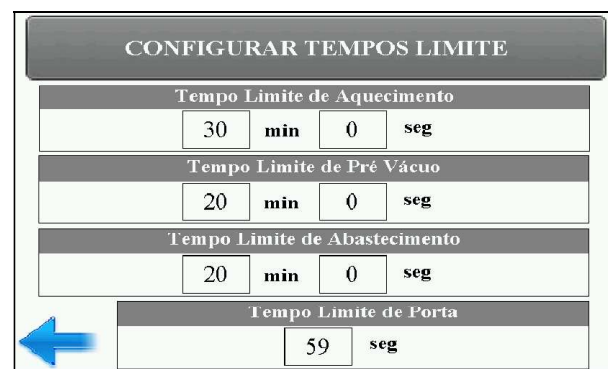 CONFIGURAR TEMPOS LIMITE
Tempo Limite de Aquecimento
30 min 0 seg
Tempo Limite de Pré Vácuo
20 min 0 seg
Tempo Limite de Abastecimento
20 min 0 seg
Tempo Limite de Porta
59 seg